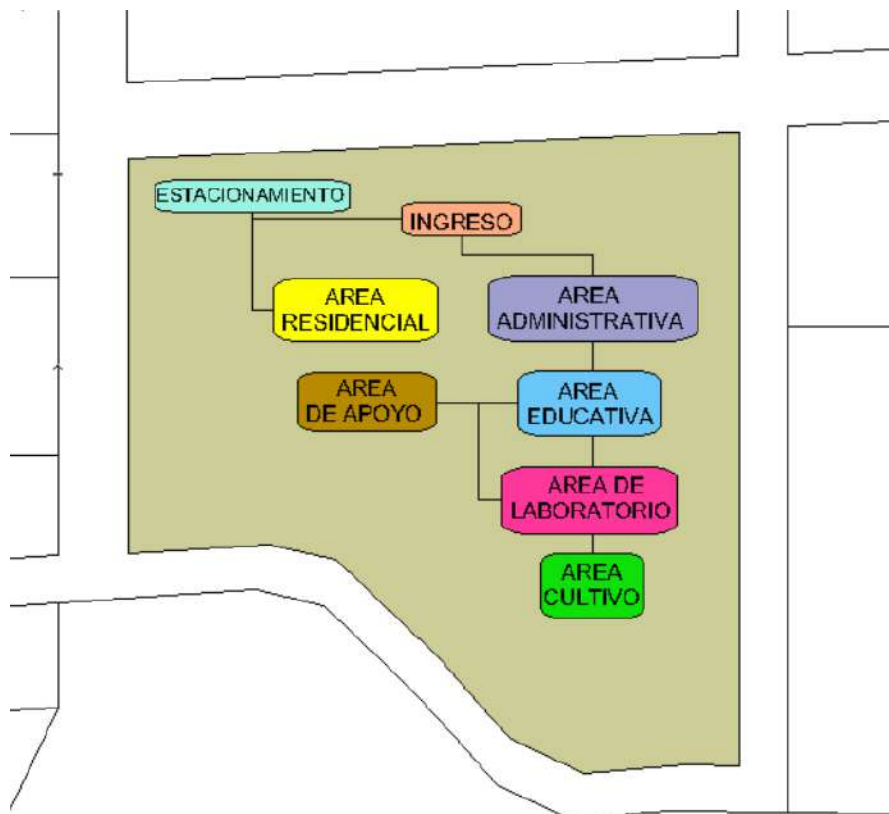 ESTACIONAMIENTO
INGRESO
AREA
RESIDENCIAL
AREA
ADMINISTRATIVA
AREA
DE APOYO
AREA
EDUCATIVA
AREA DE
LABORATORIO
AREA
CULTIVO